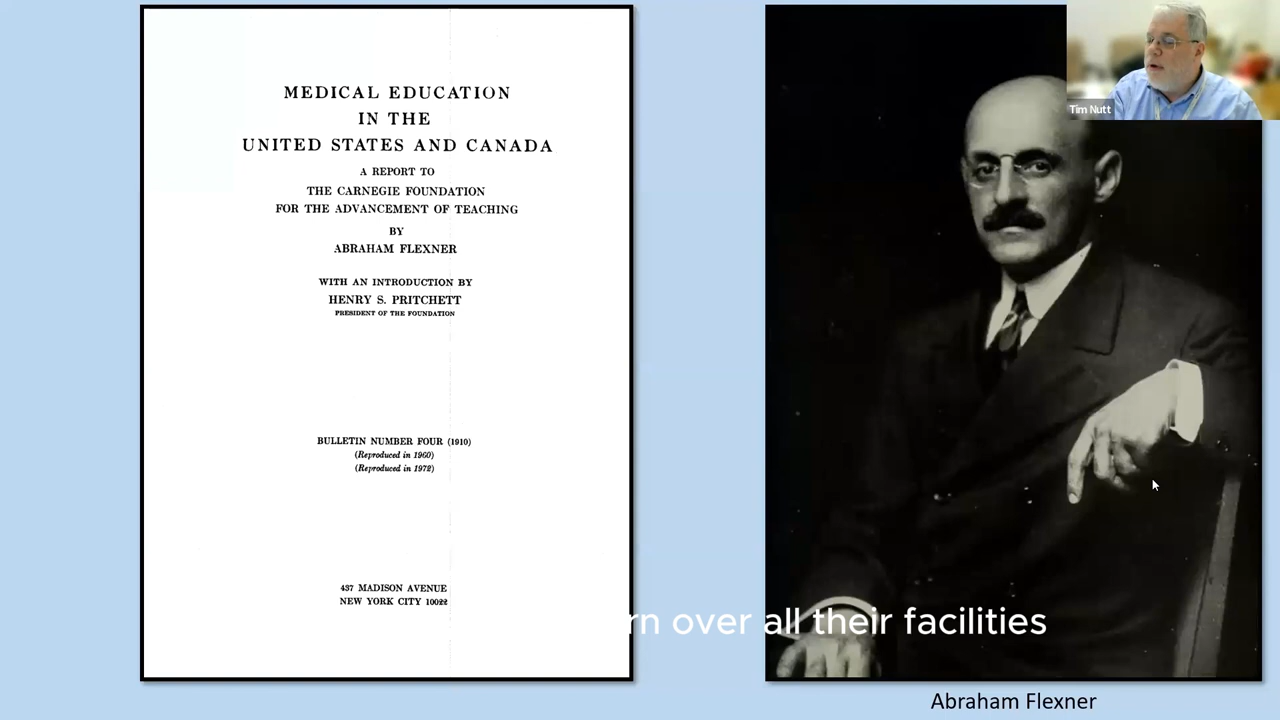 MEDICAL EDUCATION
IN THE
UNITED STATES AND CANADA
A REPORT TO
THE CARNEGIE FOUNDATION
FOR THE ADVANCEMENT OF TEACHING
BY
ABRAHAM FLEXNER
WITH AN INTRODUCTION BY
HENRY S. PRITCHETT
PRESIDENT OF THE FOUNDATION
BULLETIN NUMBER FOUR (1910)
(Reproduced in 1960)
(Reproduced in 1972)
437 MADISON AVENUE
NEW YORK CITY 10022
Tim Nutt
over all their facilities
Abraham Flexner